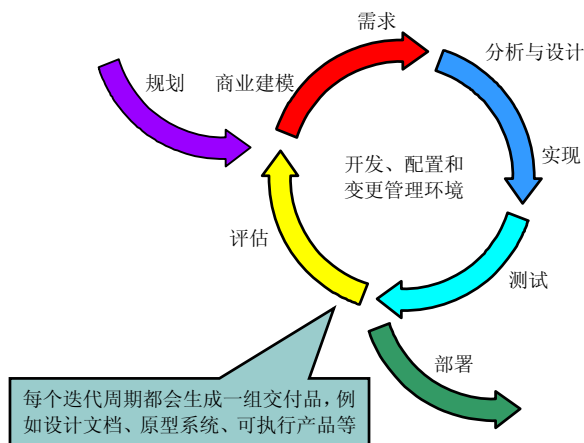 需求
分析与设计
规划
商业建模
实现
开发、配置和
变更管理环境
评估
测试
部署
每个迭代周期都会生成一组交付品，例
如设计文档、原型系统、可执行产品等